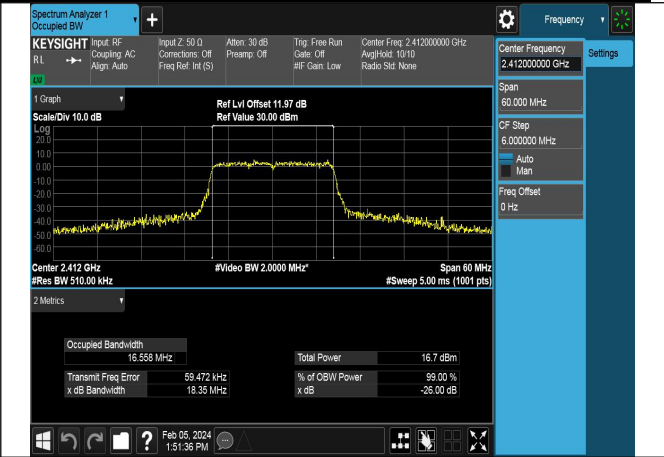 Spectrum Analyzer 1
Occupied BW
Frequency
KEYSIGHT
RL
Input: RF
Coupling: AC
Align: Auto
Input Z: 50 Ω
Corrections: Off
Freq Ref: Int (S)
Atten: 30 dB
Preamp: Off
Trig: Free Run
Gate: Off
#IF Gain: Low
Center Freq: 2.412000000 GHz
Avg|Hold: 10/10
Radio Std: None
Center Frequency
2.412000000 GHz
Settings
Span
60.000 MHz
CF Step
6.000000 MHz
Auto
Man
Freq Offset
0 Hz
1 Graph
Scale/Div 10.0 dB
Ref Lvl Offset 11.97 dB
Ref Value 30.00 dBm
Log
20.0
10.0
0.00
-10.0
-20.0
-30.0
-40.0
-50.0
-60.0
Center 2.412 GHz
#Video BW 2.0000 MHz*
Span 60 MHz
#Res BW 510.00 kHz
#Sweep 5.00 ms (1001 pts)
2 Metrics
Occupied Bandwidth
16.558 MHz
Total Power
16.7 dBm
Transmit Freq Error
59.472 kHz
% of OBW Power
99.00 %
x dB Bandwidth
18.35 MHz
x dB
-26.00 dB
Feb 05, 2024
1:51:36 PM